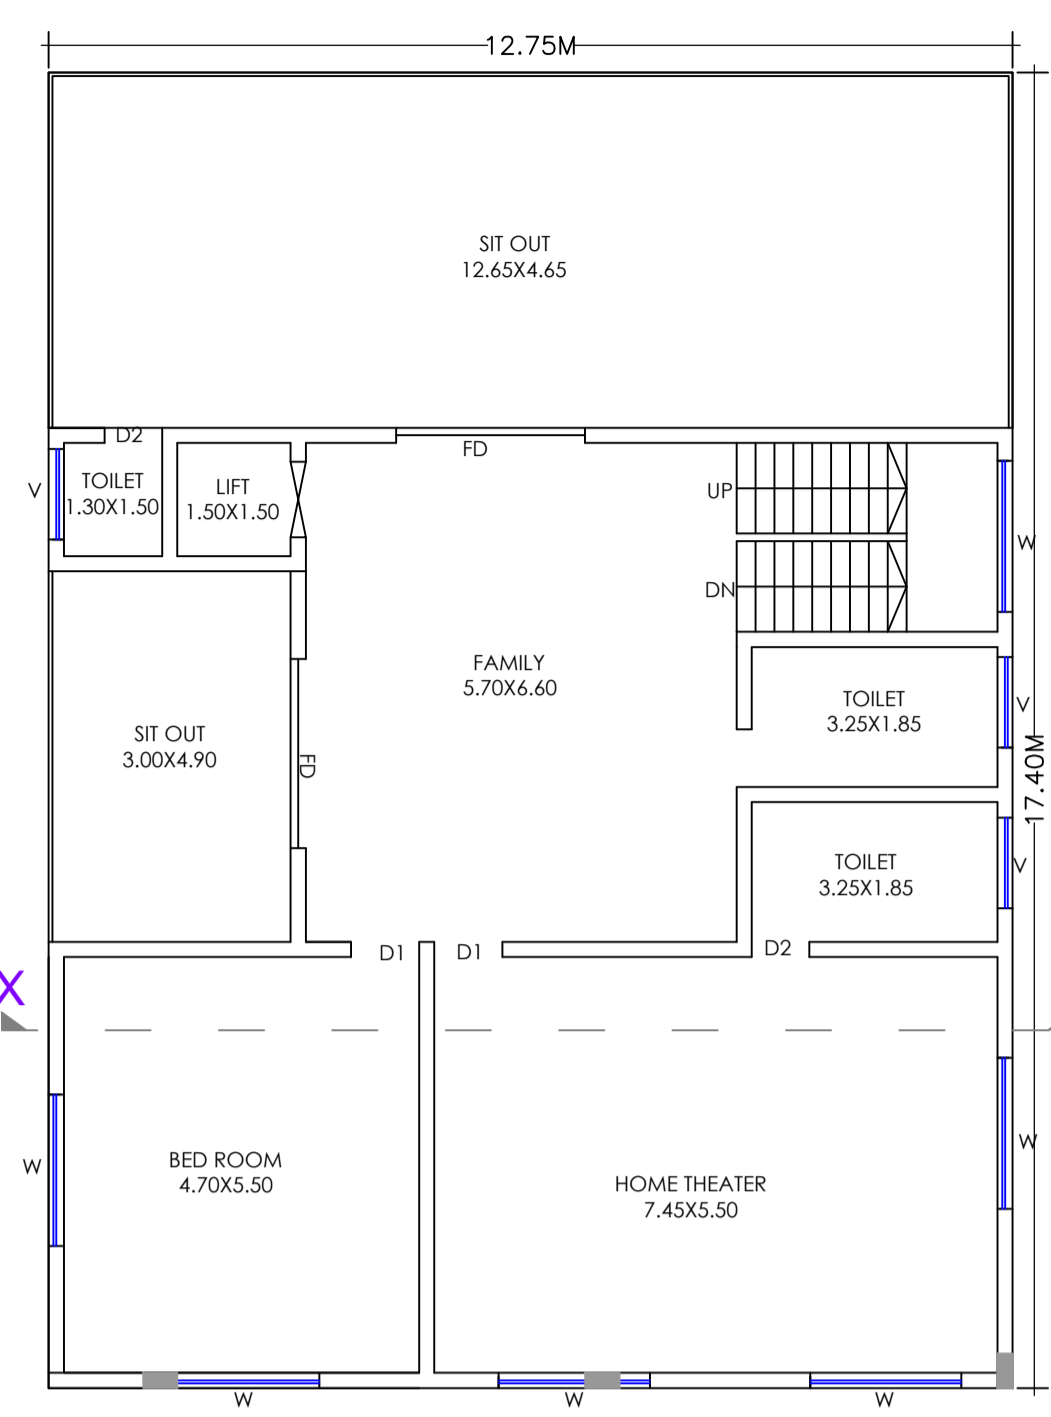 12.75M
SIT OUT
12.65X4.65
D2
FD
TOILET
1.30X1.50
V
LIFT
1.50X1.50
UP
W
DN
FAMILY
5.70X6.60
TOILET
3.25X1.85
V
SIT OUT
3.00X4.90
FD
17.40M
TOILET
3.25X1.85
V
D1
D1
D2
X
BED ROOM
4.70X5.50
W
HOME THEATER
7.45X5.50
W
W
W
W